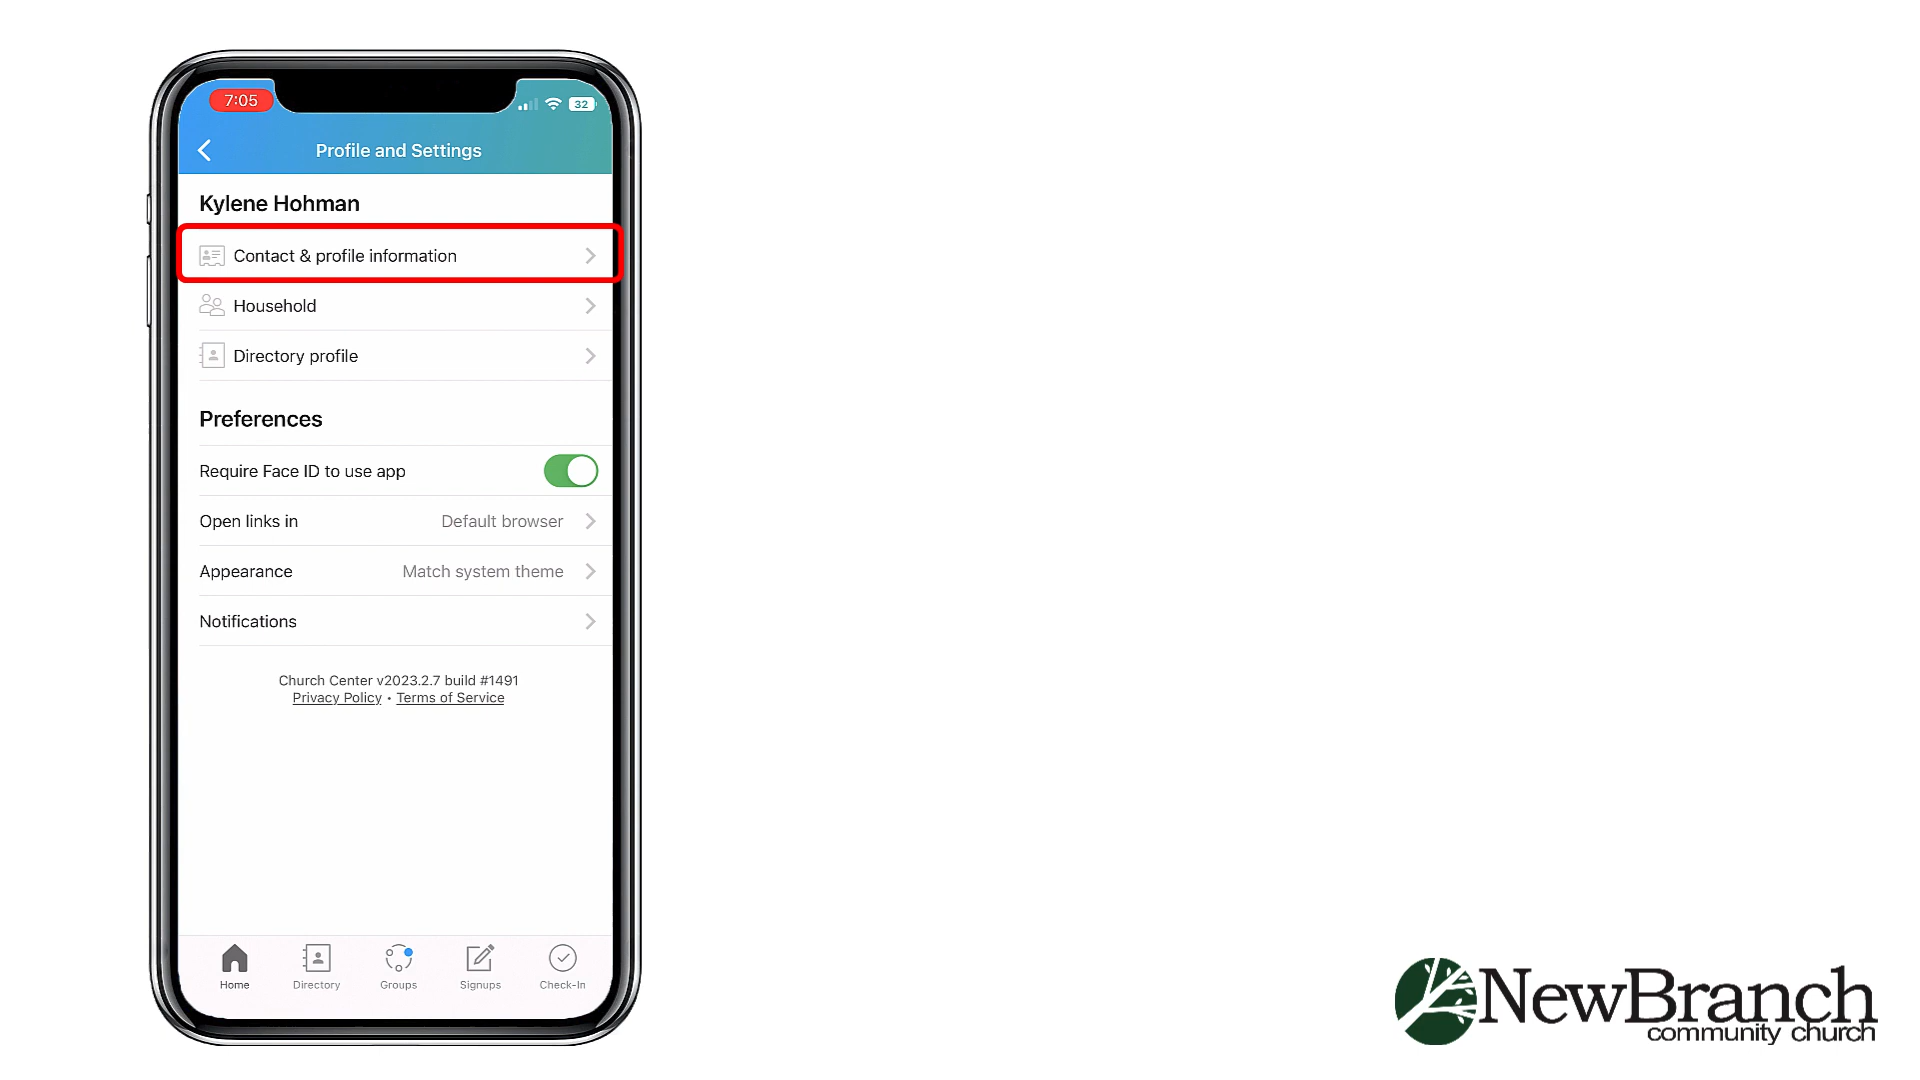 7:05
32
Profile and Settings
Kylene Hohman
Contact & profile information
Household
Directory profile
Preferences
Require Face ID to use app
Open links in Default browser
Appearance Match system theme
Notifications
Church Center v2023.2.7 build #1491
Privacy Policy • Terms of Service
Home Directory Groups Signups Check-In
NewBranch
community church